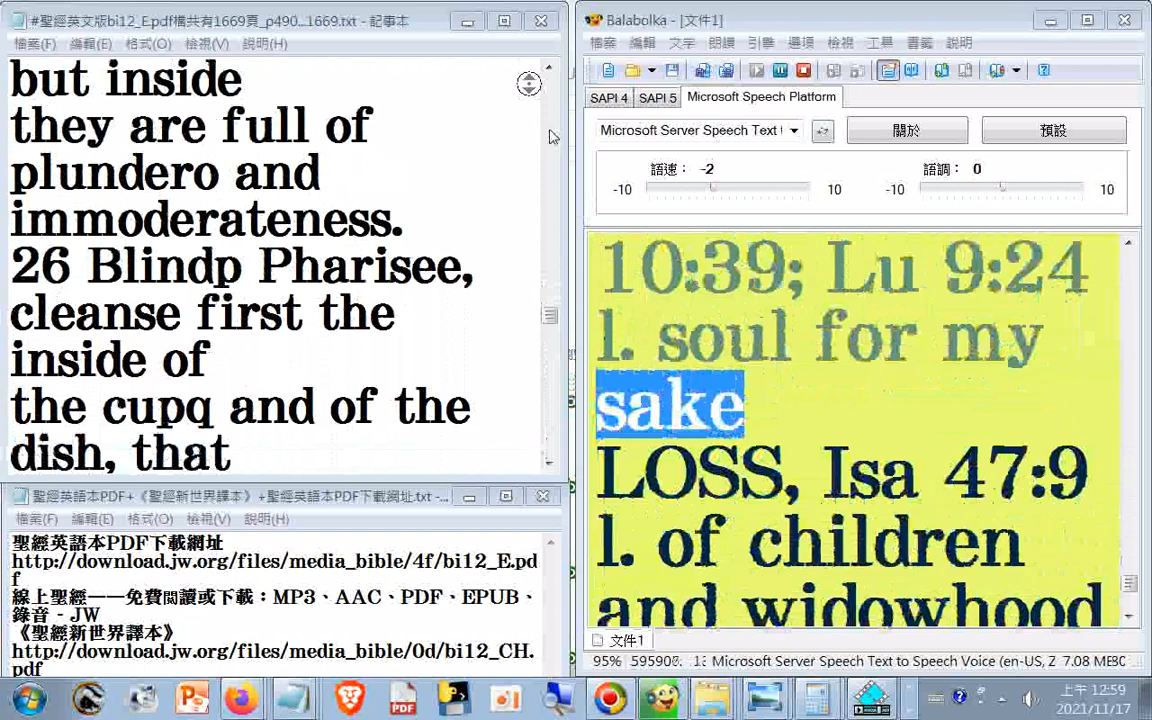 #聖經英文版bi12_E.pdf檔共有1669頁_p490...1669.txt - 記事本
檔案(F) 編輯(E) 格式(O) 檢視(V) 說明(H)
but inside
they are full of
plundero and
immoderateness.
26 Blindp Pharisee,
cleanse first the
inside of
the cupq and of the
dish, that
聖經英語本PDF+《聖經新世界譯本》+聖經英語本PDF下載網址.txt - ...
檔案(F) 編輯(E) 格式(O) 檢視(V) 說明(H)
聖經英語本PDF下載網址
http://download.jw.org/files/media_bible/4f/bi12_E.pd
f
線上聖經——免費閱讀或下載：MP3、AAC、PDF、EPUB、
錄音 - JW
《聖經新世界譯本》
http://download.jw.org/files/media_bible/0d/bi12_CH.
pdf
Balabolka - [文件1]
檔案 編輯 文字 朗讀 引擎 選項 檢視 工具 書籤 說明
SAPI 4 SAPI 5 Microsoft Speech Platform
Microsoft Server Speech Text 關於 預設
語速： -2 語調： 0
-10 10 -10 10
10:39; Lu 9:24
l. soul for my
sake
LOSS, Isa 47:9
l. of children
and widowhood
文件1
95% Microsoft Server Speech Text to Speech Voice (en-US, Z 7.08 MB
上午 12:59
2021/11/17